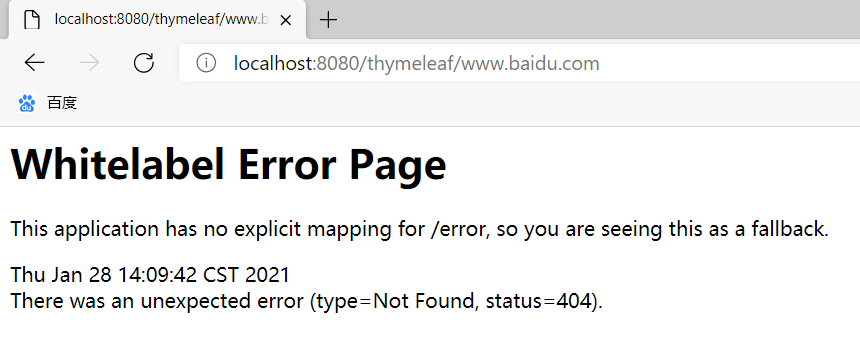 localhost:8080/thymeleaf/www.b
localhost:8080/thymeleaf/www.baidu.com
du 百度
Whitelabel Error Page
This application has no explicit mapping for /error, so you are seeing this as a fallback.
Thu Jan 28 14:09:42 CST 2021
There was an unexpected error (type=Not Found, status=404).